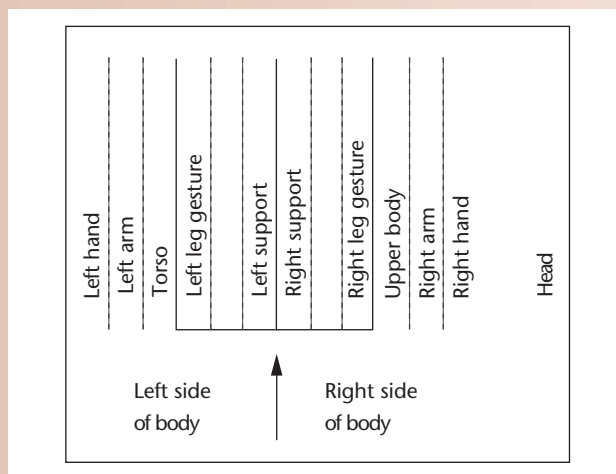 Left hand
Left arm
Torso
Left leg gesture
Left support
Right support
Right leg gesture
Upper body
Right arm
Right hand
Head
Left side
of body
Right side
of body